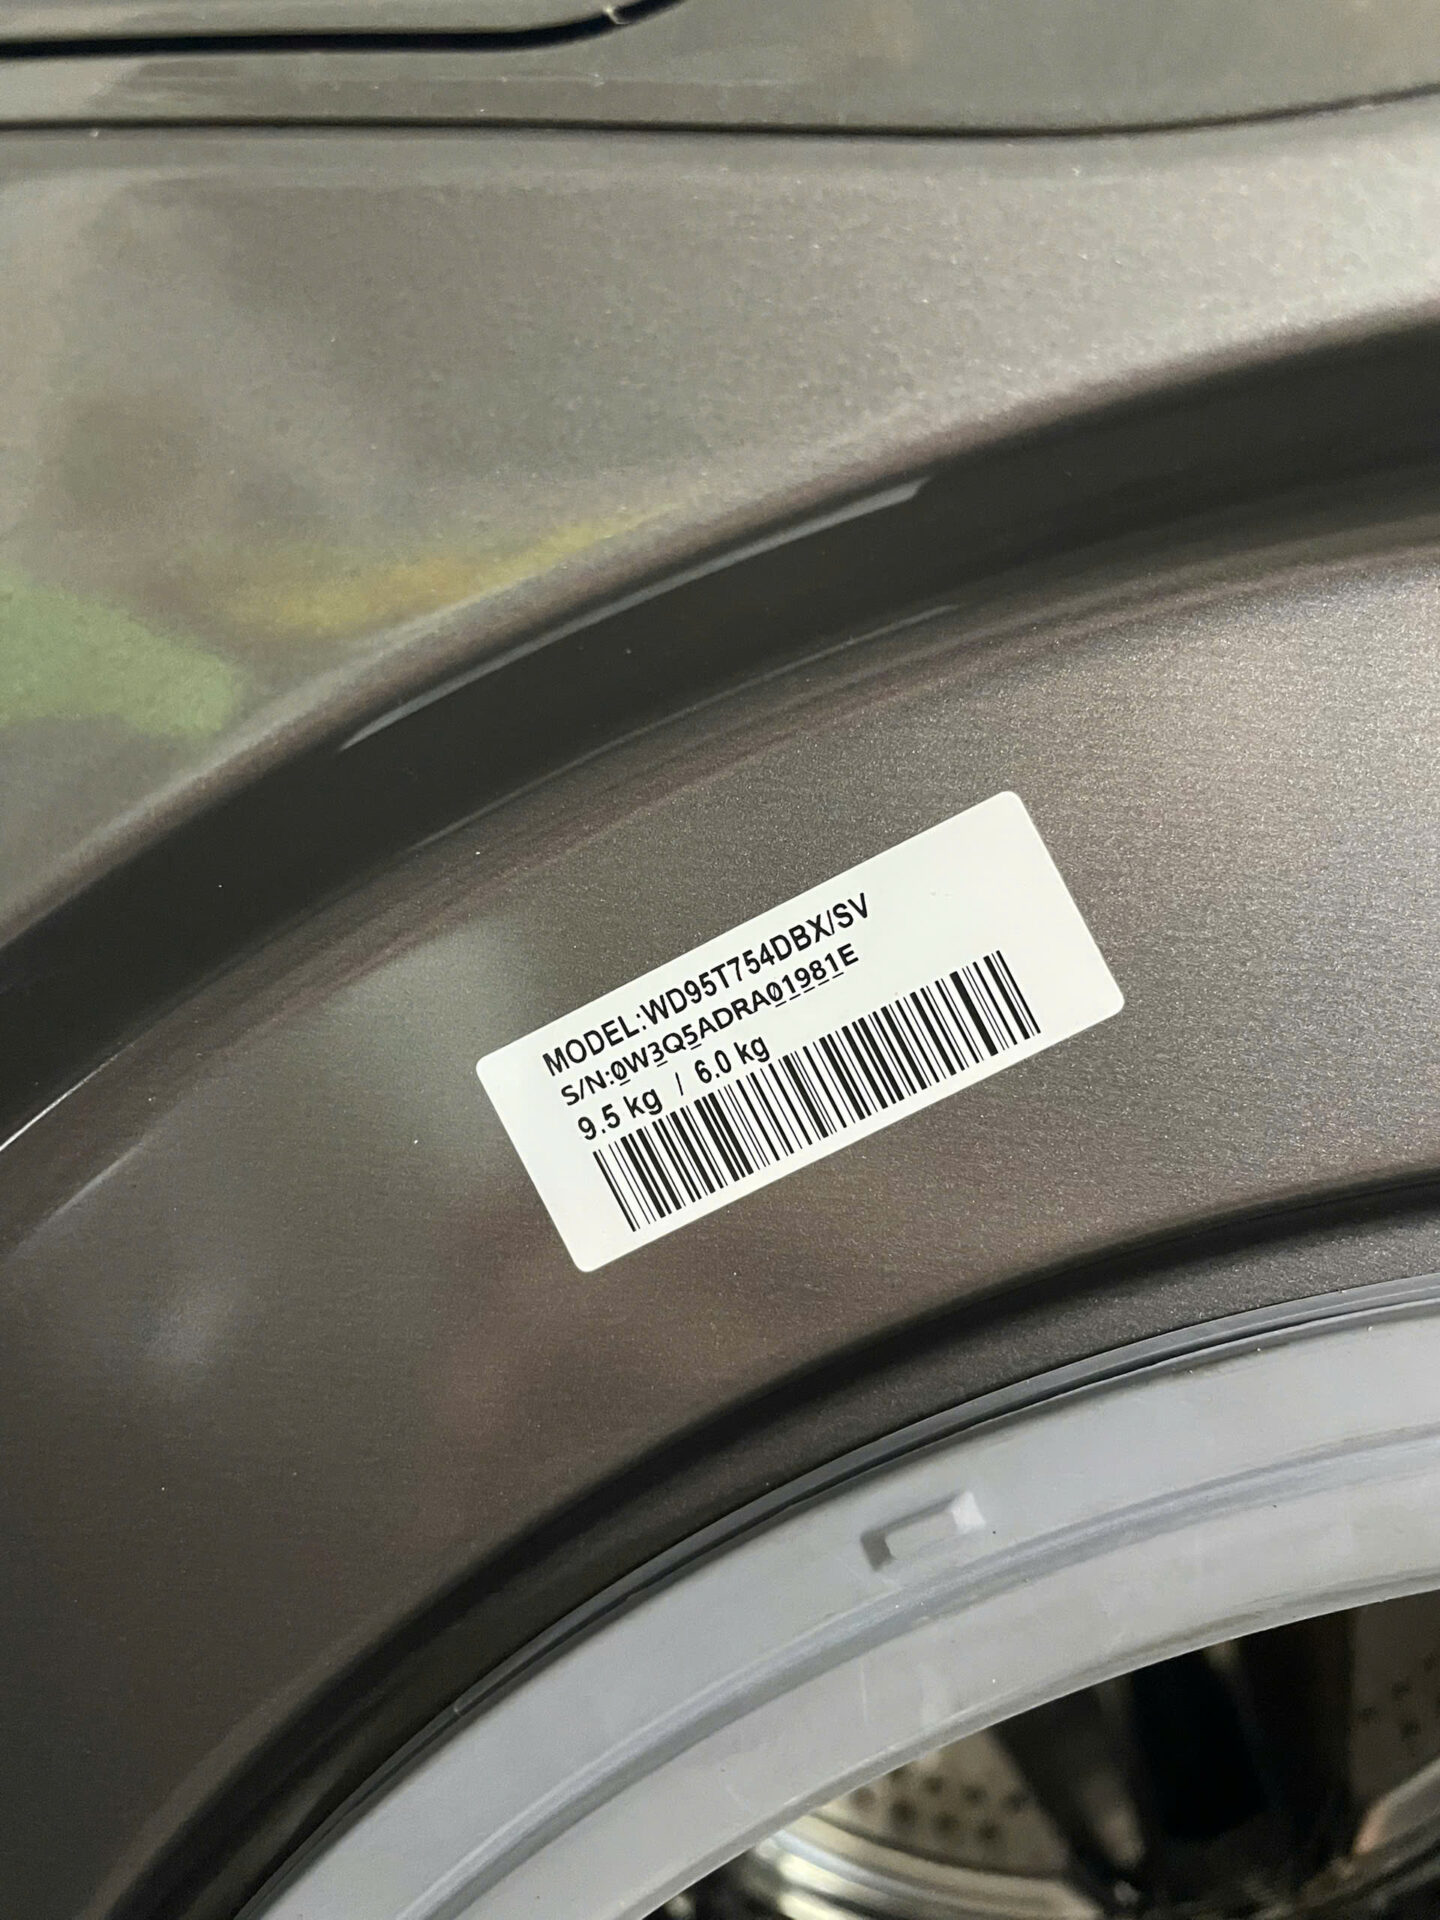 MODEL:WD95T754DBX/SV
S/N:0W3Q5ADRA01981E
9.5 kg / 6.0 kg